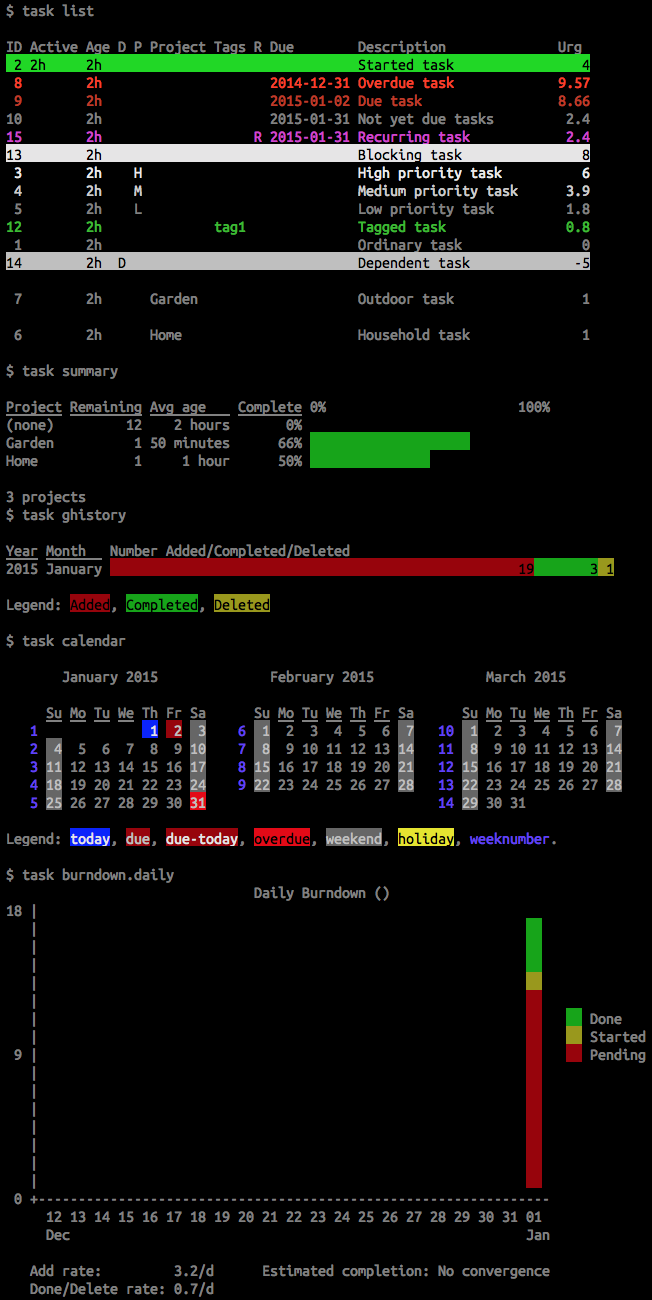 $ task list
ID Active Age D P Project Tags R Due Description Urg
2 2h 2h Started task 4
8 2h 2014-12-31 Overdue task 9.57
9 2h 2015-01-02 Due task 8.66
10 2h 2015-01-31 Not yet due tasks 2.4
15 2h R 2015-01-31 Recurring task 2.4
13 2h Blocking task 8
3 2h H High priority task 6
4 2h M Medium priority task 3.9
5 2h L Low priority task 1.8
12 2h tag1 Tagged task 0.8
1 2h Ordinary task 0
14 2h D Dependent task -5
7 2h Garden Outdoor task 1
6 2h Home Household task 1
$ task summary
Project Remaining Avg age Complete 0% 100%
(none) 12 2 hours 0%
Garden 1 50 minutes 66%
Home 1 1 hour 50%
3 projects
$ task ghistory
Year Month Number Added/Completed/Deleted
2015 January 19 3 1
Legend: Added, Completed, Deleted
$ task calendar
January 2015 February 2015 March 2015
Su Mo Tu We Th Fr Sa Su Mo Tu We Th Fr Sa Su Mo Tu We Th Fr Sa
1 1 2 3 6 1 2 3 4 5 6 7 10 1 2 3 4 5 6 7
2 4 5 6 7 8 9 10 7 8 9 10 11 12 13 14 11 8 9 10 11 12 13 14
3 11 12 13 14 15 16 17 8 15 16 17 18 19 20 21 12 15 16 17 18 19 20 21
4 18 19 20 21 22 23 24 9 22 23 24 25 26 27 28 13 22 23 24 25 26 27 28
5 25 26 27 28 29 30 31 14 29 30 31
Legend: today, due, due-today, overdue, weekend, holiday, weeknumber.
$ task burndown.daily
Daily Burndown ()
18 |
|
|
|
|
|
Done
Started
9 | Pending
|
|
|
|
|
|
|
0 +----------------------------------------------------------------
12 13 14 15 16 17 18 19 20 21 22 23 24 25 26 27 28 29 30 31 01
Dec Jan
Add rate: 3.2/d Estimated completion: No convergence
Done/Delete rate: 0.7/d